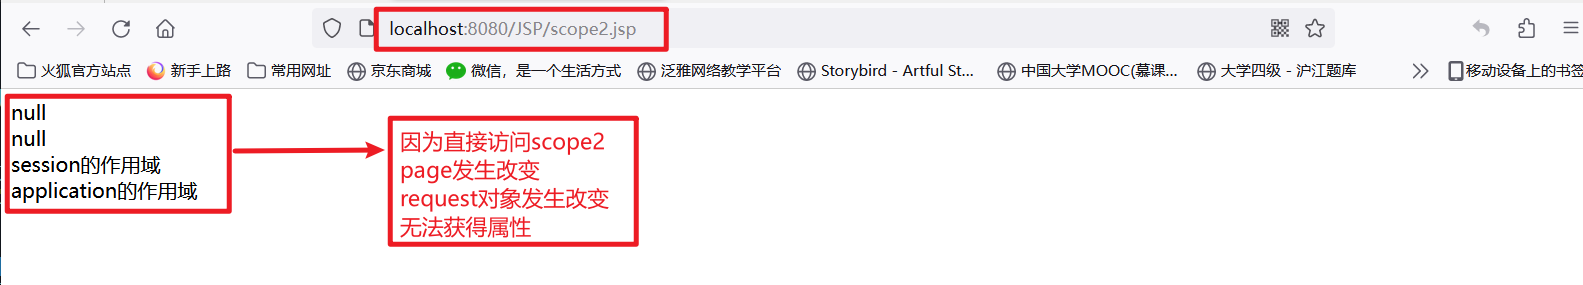 localhost:8080/JSP/scope2.jsp
火狐官方站点 新手上路 常用网址 京东商城 微信，是一个生活方式 泛雅网络教学平台 Storybird - Artful St... 中国大学MOOC(慕课... 大学四级 - 沪江题库 移动设备上的书签
null
null
session的作用域
application的作用域
因为直接访问scope2
page发生改变
request对象发生改变
无法获得属性